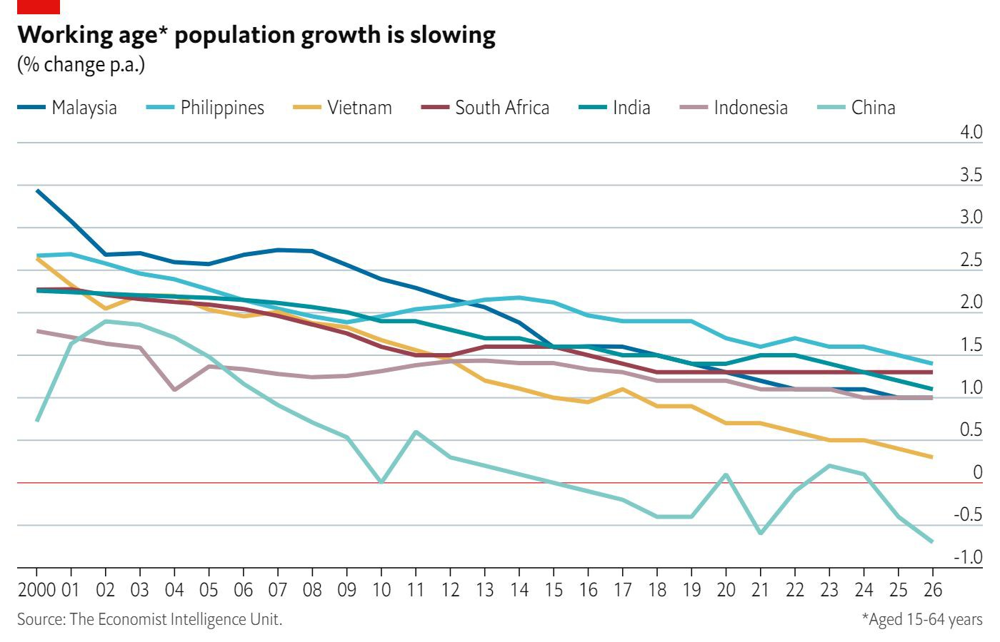 Working age* population growth is slowing
(% change p.a.)
Malaysia Philippines Vietnam South Africa India Indonesia China
4.0
3.5
3.0
2.5
2.0
1.5
1.0
0.5
0
-0.5
-1.0
2000 01 02 03 04 05 06 07 08 09 10 11 12 13 14 15 16 17 18 19 20 21 22 23 24 25 26
Source: The Economist Intelligence Unit. *Aged 15-64 years